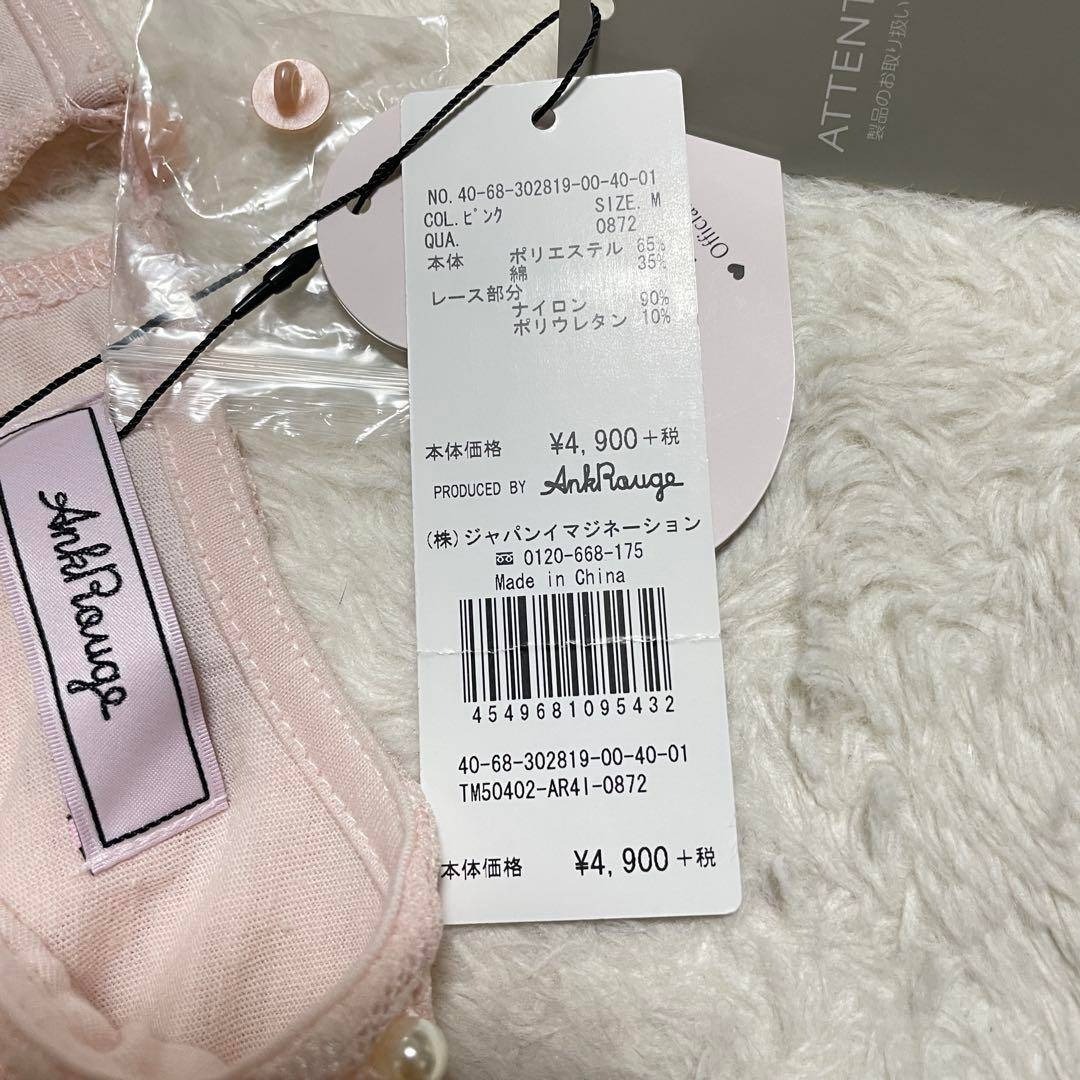 ATTENT
製品のお取り扱い
Officia
NO. 40-68-302819-00-40-01
COL. ピンク SIZE. M
QUA. 0872
本体 ポリエステル 65%
綿 35%
レース部分
ナイロン 90%
ポリウレタン 10%
本体価格 ¥4,900+税
PRODUCED BY AnkRouge
(株)ジャパンイマジネーション
0120-668-175
Made in China
4549681095432
40-68-302819-00-40-01
TM50402-AR4I-0872
本体価格 ¥4,900+税
AnkRouge